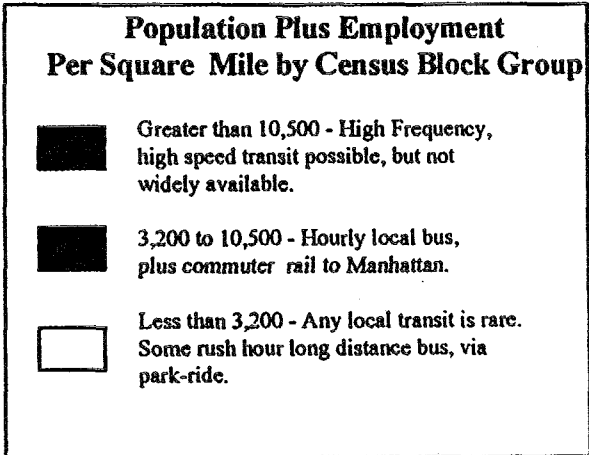 Population Plus Employment
Per Square Mile by Census Block Group
Greater than 10,500 - High Frequency,
high speed transit possible, but not
widely available.
3,200 to 10,500 - Hourly local bus,
plus commuter rail to Manhattan.
Less than 3,200 - Any local transit is rare.
Some rush hour long distance bus, via
park-ride.